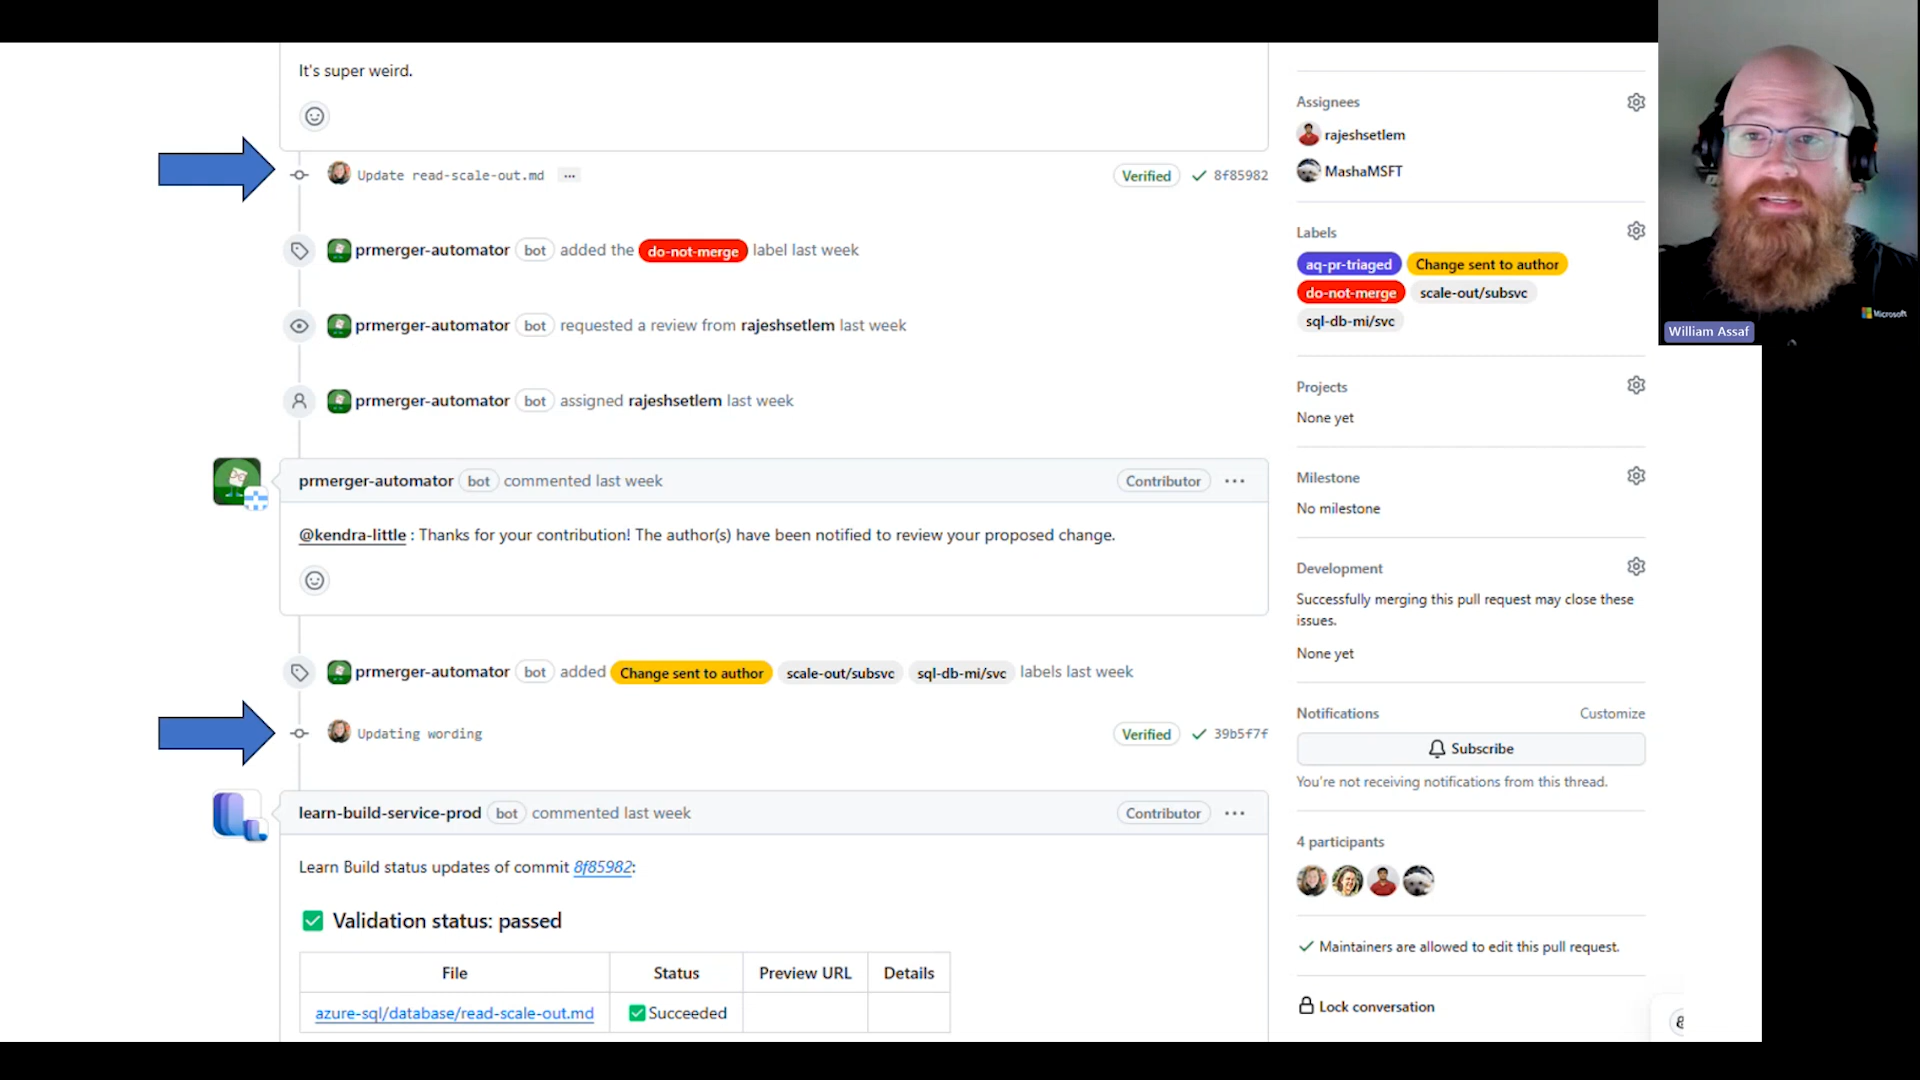 It's super weird.
Update read-scale-out.md ...
Verified 8f85982
prmerger-automator bot added the do-not-merge label last week
prmerger-automator bot requested a review from rajeshsetlem last week
prmerger-automator bot assigned rajeshsetlem last week
prmerger-automator bot commented last week
Contributor ...
@kendra-little : Thanks for your contribution! The author(s) have been notified to review your proposed change.
prmerger-automator bot added Change sent to author scale-out/subsvc sql-db-mi/svc labels last week
Updating wording
Verified 39b5f7f
learn-build-service-prod bot commented last week
Contributor ...
Learn Build status updates of commit 8f85982:
Validation status: passed
File Status Preview URL Details
azure-sql/database/read-scale-out.md Succeeded
Assignees
rajeshsetlem
MashaMSFT
Labels
aq-pr-triaged Change sent to author
do-not-merge scale-out/subsvc
sql-db-mi/svc
Projects
None yet
Milestone
No milestone
Development
Successfully merging this pull request may close these
issues.
None yet
Notifications Customize
Subscribe
You're not receiving notifications from this thread.
4 participants
Maintainers are allowed to edit this pull request.
Lock conversation
Microsoft
William Assaf